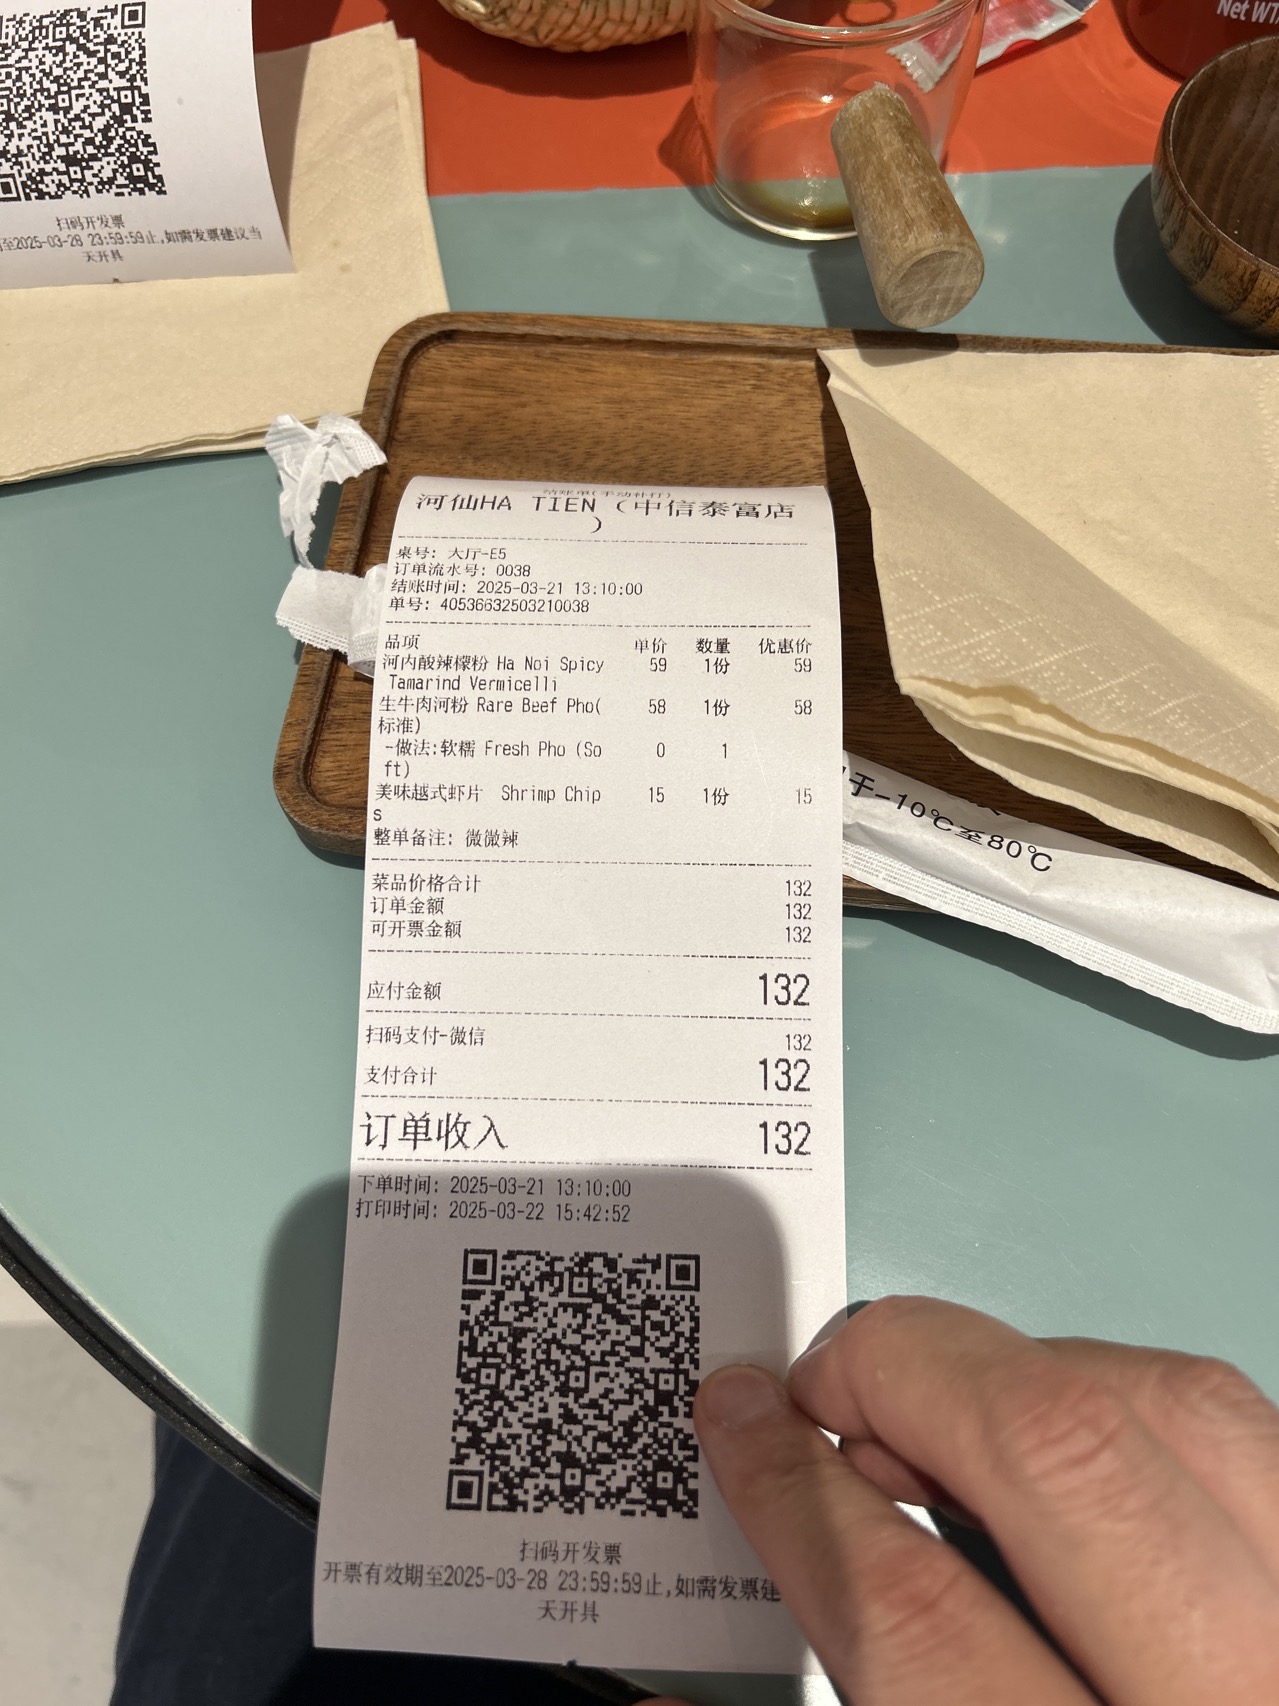 Net WT
扫码开发票
至2025-03-28 23:59:59止,如需发票建议当
天开具
结账单(手动补打)
河仙HA TIEN (中信泰富店
)
桌号: 大厅-E5
订单流水号: 0038
结账时间: 2025-03-21 13:10:00
单号: 40536632503210038
品项 单价 数量 优惠价
河内酸辣檬粉 Ha Noi Spicy 59 1份 59
Tamarind Vermicelli
生牛肉河粉 Rare Beef Pho( 58 1份 58
标准)
-做法:软糯 Fresh Pho (So 0 1
ft)
美味越式虾片 Shrimp Chip 15 1份 15
s
整单备注: 微微辣
菜品价格合计 132
订单金额 132
可开票金额 132
应付金额 132
扫码支付-微信 132
支付合计 132
订单收入 132
下单时间: 2025-03-21 13:10:00
打印时间: 2025-03-22 15:42:52
扫码开发票
开票有效期至2025-03-28 23:59:59止,如需发票建
天开具
于-10℃至80℃